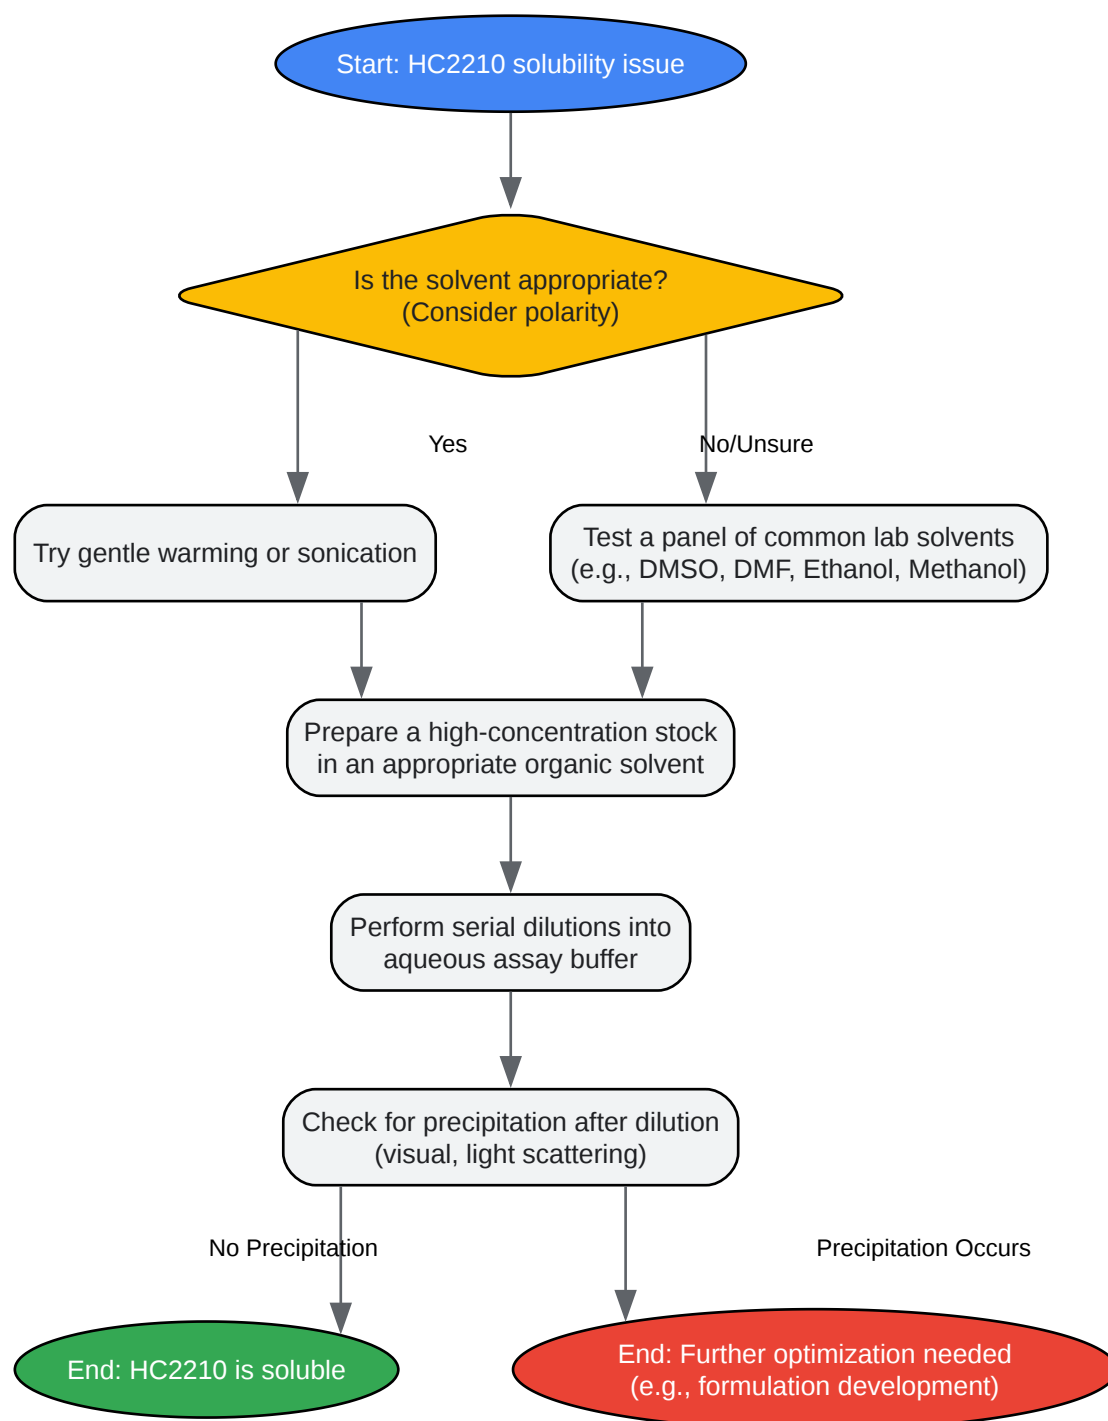 Start: HC2210 solubility issue
Is the solvent appropriate?
(Consider polarity)
Yes
No/Unsure
Try gentle warming or sonication
Test a panel of common lab solvents
(e.g., DMSO, DMF, Ethanol, Methanol)
Prepare a high-concentration stock
in an appropriate organic solvent
Perform serial dilutions into
aqueous assay buffer
Check for precipitation after dilution
(visual, light scattering)
No Precipitation
Precipitation Occurs
End: HC2210 is soluble
End: Further optimization needed
(e.g., formulation development)